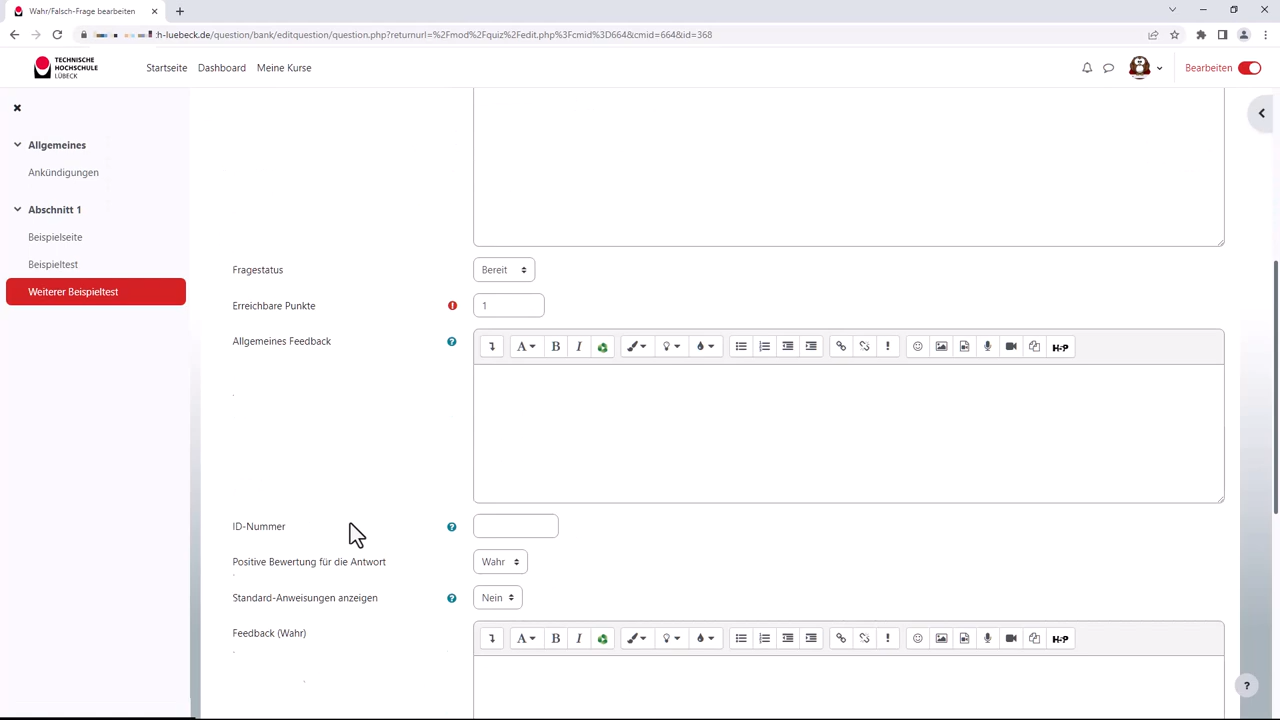 Wahr/Falsch-Frage bearbeiten
h-luebeck.de/question/bank/editquestion/question.php?returnurl=%2Fmod%2Fquiz%2Fedit.php%3Fcmid%3D664&cmid=664&id=368
TECHNISCHE
HOCHSCHULE
LÜBECK
Startseite
Dashboard
Meine Kurse
Bearbeiten
Allgemeines
Ankündigungen
Abschnitt 1
Beispielseite
Beispieltest
Weiterer Beispieltest
Fragestatus
Bereit
Erreichbare Punkte
1
Allgemeines Feedback
A
B
I
H-P
ID-Nummer
Positive Bewertung für die Antwort
Wahr
Standard-Anweisungen anzeigen
Nein
Feedback (Wahr)
A
B
I
H-P
?